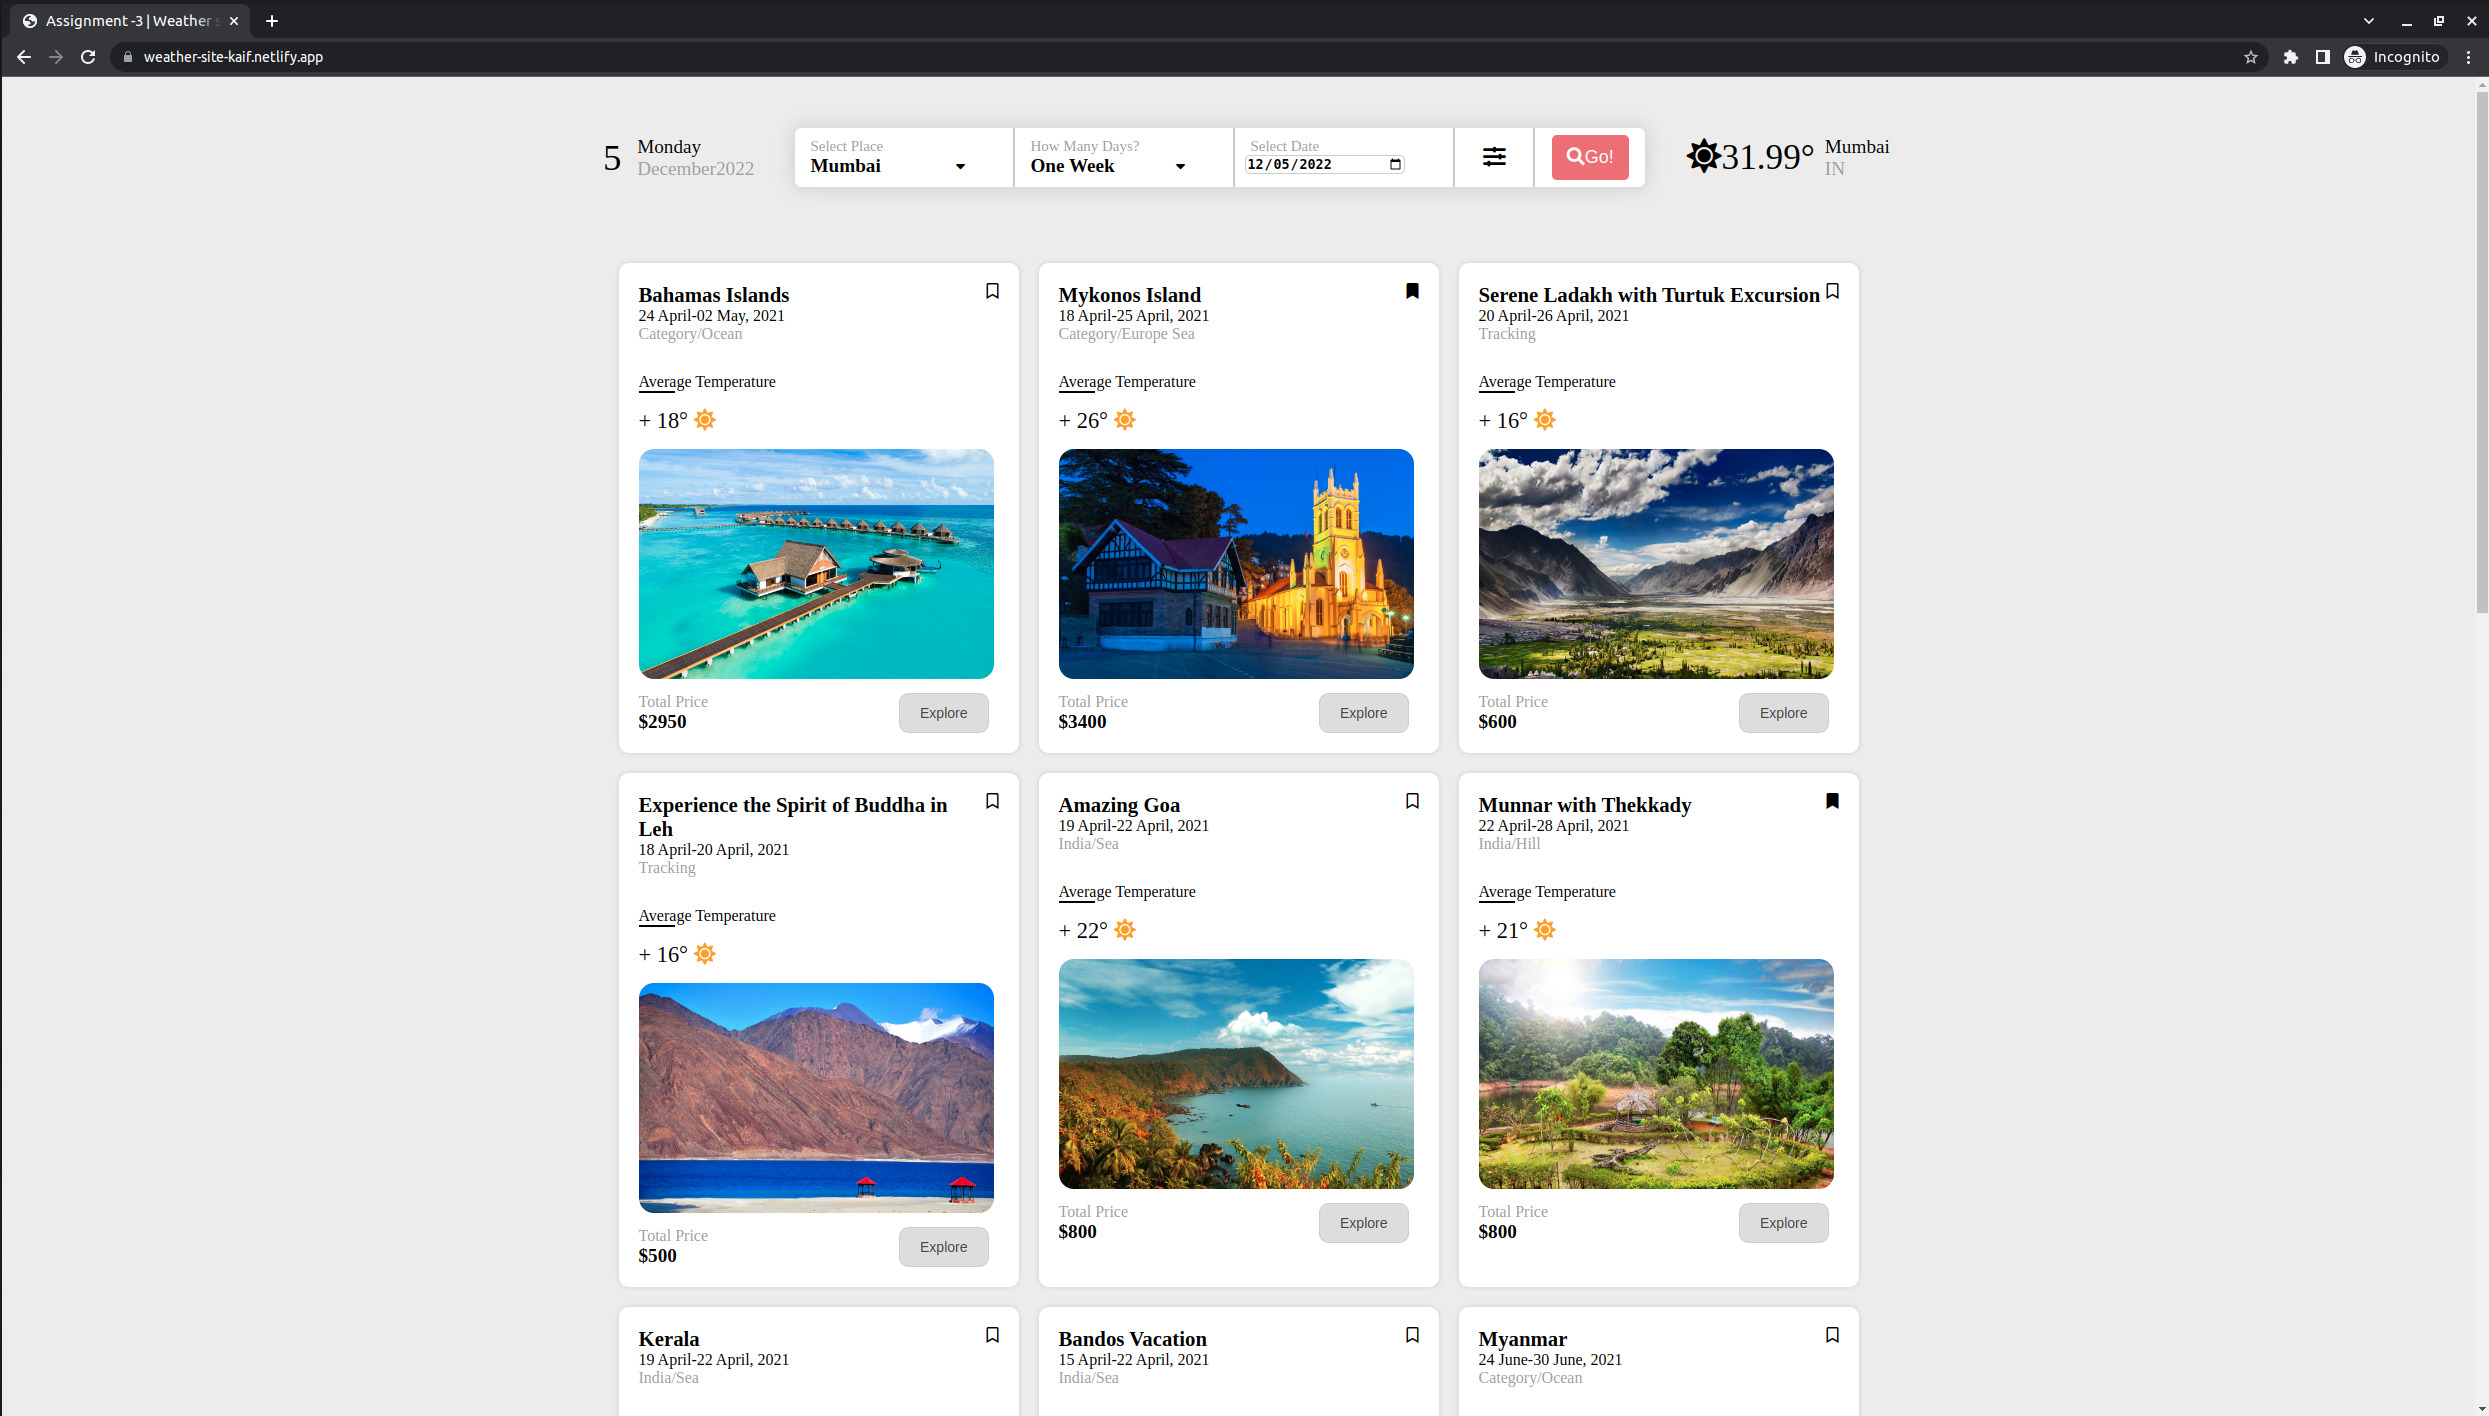 Assignment -3 | Weather s
weather-site-kaif.netlify.app
Incognito
5
Monday
December2022
Select Place
Mumbai
How Many Days?
One Week
Select Date
12/05/2022
Go!
31.99°
Mumbai
IN
Bahamas Islands
24 April-02 May, 2021
Category/Ocean
Average Temperature
+ 18°
Total Price
$2950
Explore
Mykonos Island
18 April-25 April, 2021
Category/Europe Sea
Average Temperature
+ 26°
Total Price
$3400
Explore
Serene Ladakh with Turtuk Excursion
20 April-26 April, 2021
Tracking
Average Temperature
+ 16°
Total Price
$600
Explore
Experience the Spirit of Buddha in
Leh
18 April-20 April, 2021
Tracking
Average Temperature
+ 16°
Total Price
$500
Explore
Amazing Goa
19 April-22 April, 2021
India/Sea
Average Temperature
+ 22°
Total Price
$800
Explore
Munnar with Thekkady
22 April-28 April, 2021
India/Hill
Average Temperature
+ 21°
Total Price
$800
Explore
Kerala
19 April-22 April, 2021
India/Sea
Bandos Vacation
15 April-22 April, 2021
India/Sea
Myanmar
24 June-30 June, 2021
Category/Ocean